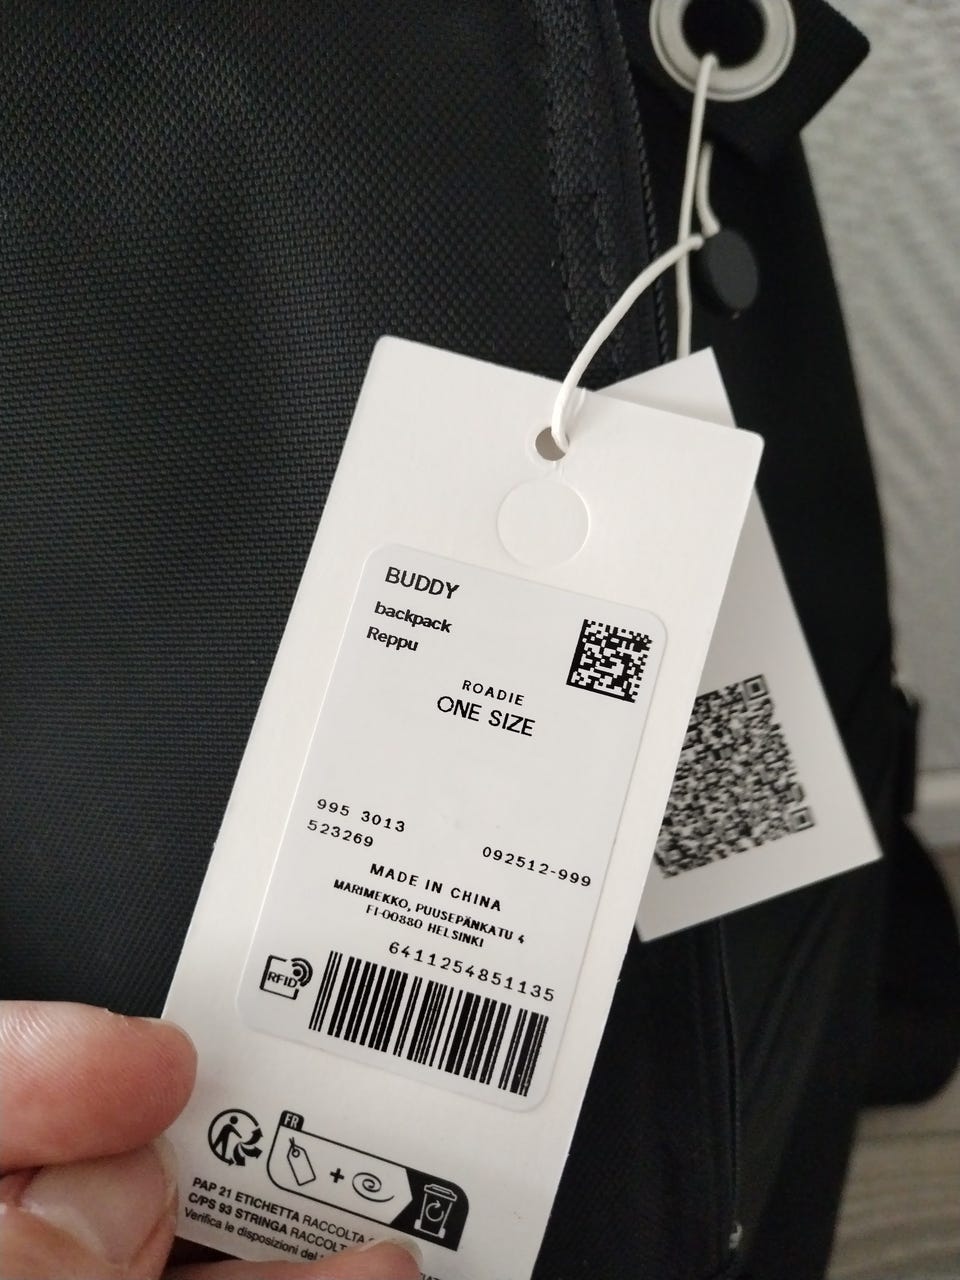 BUDDY
backpack
Reppu
ROADIE
ONE SIZE
995 3013
523269
092512-999
MADE IN CHINA
MARIMEKKO, PUUSEPÄNKATU 4
FI-00880 HELSINKI
6411254851135
RFID
FR
PAP 21 ETICHETTA RACCOLTA
C/PS 93 STRINGA RACCOLT
Verifica le disposizioni del